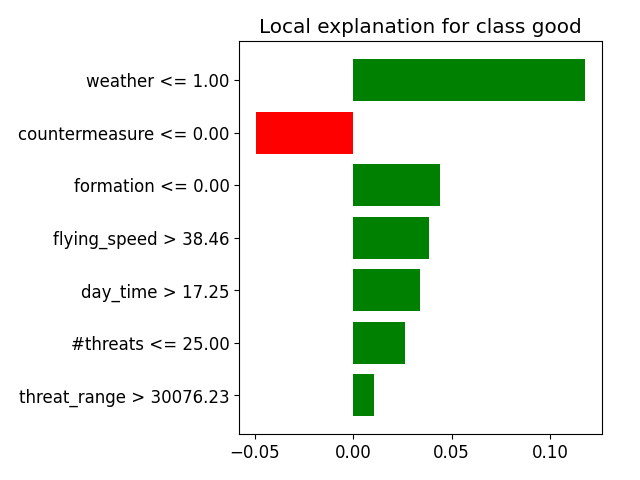 Local explanation for class good
weather <= 1.00
countermeasure <= 0.00
formation <= 0.00
flying_speed > 38.46
day_time > 17.25
#threats <= 25.00
threat_range > 30076.23
−0.05 0.00 0.05 0.10